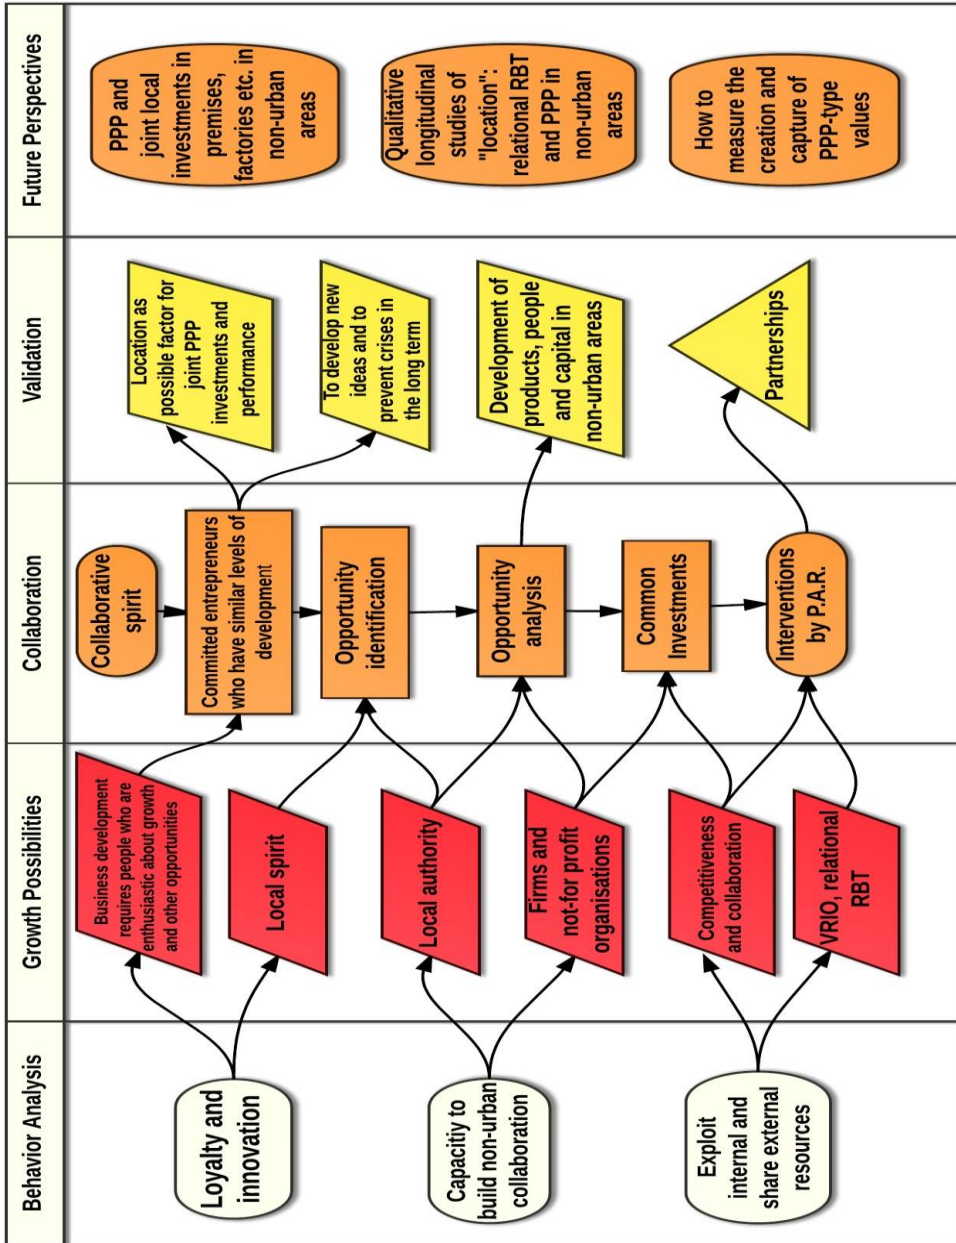 Behavior Analysis
Growth Possibilities
Collaboration
Validation
Future Perspectives
Loyalty and
innovation
Capacitiy to
build non-urban
collaboration
Exploit
internal and
share external
resources
Business development
requires people who are
enthusiastic about growth
and other opportunities
Local spirit
Local authority
Firms and
not-for profit
organisations
Competitiveness
and collaboration
VRIO, relational
RBT
Collaborative
spirit
Committed entrepreneurs
who have similar levels of
development
Opportunity
identification
Opportunity
analysis
Common
Investments
Interventions
by P.A.R.
Location as
possible factor for
joint PPP
investments and
performance
To develop new
ideas and to
prevent crises in
the long term
Development of
products, people
and capital in
non-urban areas
Partnerships
PPP and
joint local
investments in
premises,
factories etc. in
non-urban
areas
Qualitative
longitudinal
studies of
"location":
relational RBT
and PPP in
non-urban
areas
How to
measure the
creation and
capture of
PPP-type
values